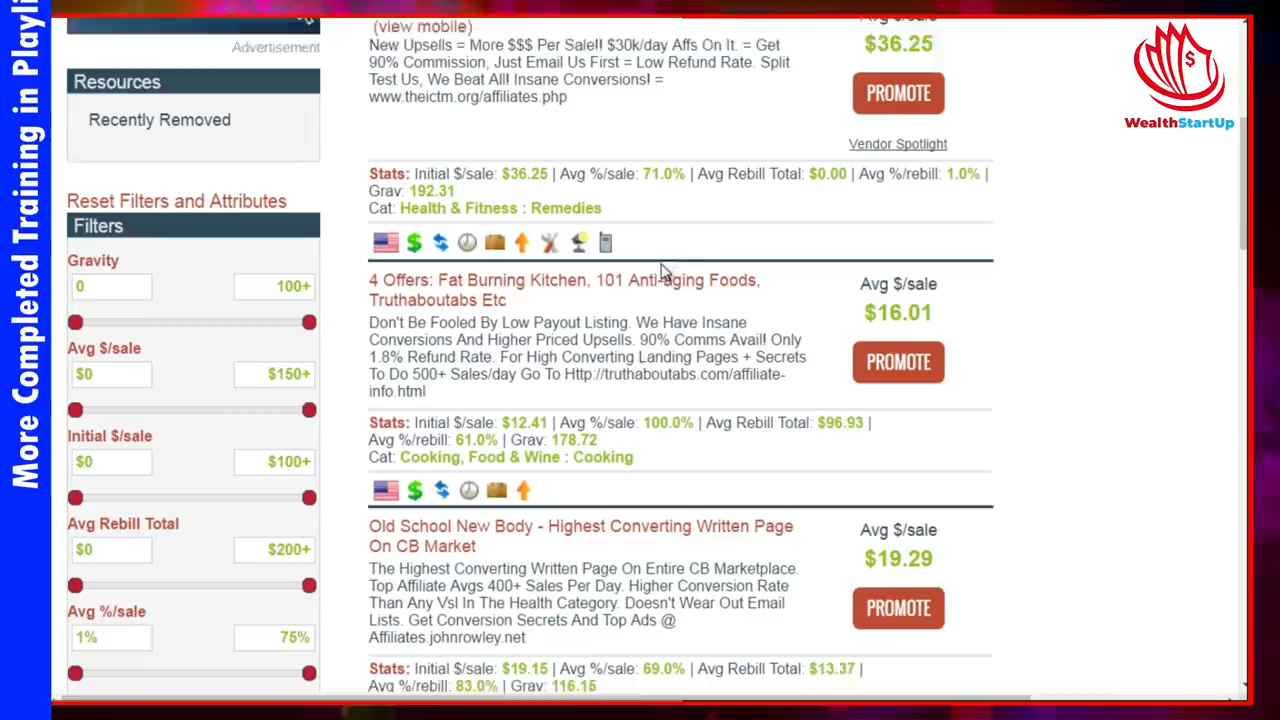 More Completed Training in Playli
Advertisement
Resources
Recently Removed
Reset Filters and Attributes
Filters
Gravity
0
100+
Avg $/sale
$0
$150+
Initial $/sale
$0
$100+
Avg Rebill Total
$0
$200+
Avg %/sale
1%
75%
(view mobile)
New Upsells = More $$$ Per Sale!! $30k/day Affs On It. = Get
90% Commission, Just Email Us First = Low Refund Rate. Split
Test Us, We Beat All! Insane Conversions! =
www.theictm.org/affiliates.php
Avg $/sale
$36.25
PROMOTE
Vendor Spotlight
Stats: Initial $/sale: $36.25 | Avg %/sale: 71.0% | Avg Rebill Total: $0.00 | Avg %/rebill: 1.0% |
Grav: 192.31
Cat: Health & Fitness : Remedies
4 Offers: Fat Burning Kitchen, 101 Anti-aging Foods,
Truthaboutabs Etc
Don't Be Fooled By Low Payout Listing. We Have Insane
Conversions And Higher Priced Upsells. 90% Comms Avail! Only
1.8% Refund Rate. For High Converting Landing Pages + Secrets
To Do 500+ Sales/day Go To Http://truthaboutabs.com/affiliate-
info.html
Avg $/sale
$16.01
PROMOTE
Stats: Initial $/sale: $12.41 | Avg %/sale: 100.0% | Avg Rebill Total: $96.93 |
Avg %/rebill: 61.0% | Grav: 178.72
Cat: Cooking, Food & Wine : Cooking
Old School New Body - Highest Converting Written Page
On CB Market
The Highest Converting Written Page On Entire CB Marketplace.
Top Affiliate Avgs 400+ Sales Per Day. Higher Conversion Rate
Than Any Vsl In The Health Category. Doesn't Wear Out Email
Lists. Get Conversion Secrets And Top Ads @
Affiliates.johnrowley.net
Avg $/sale
$19.29
PROMOTE
Stats: Initial $/sale: $19.15 | Avg %/sale: 69.0% | Avg Rebill Total: $13.37 |
Avg %/rebill: 83.0% | Grav: 116.15
WealthStartUp